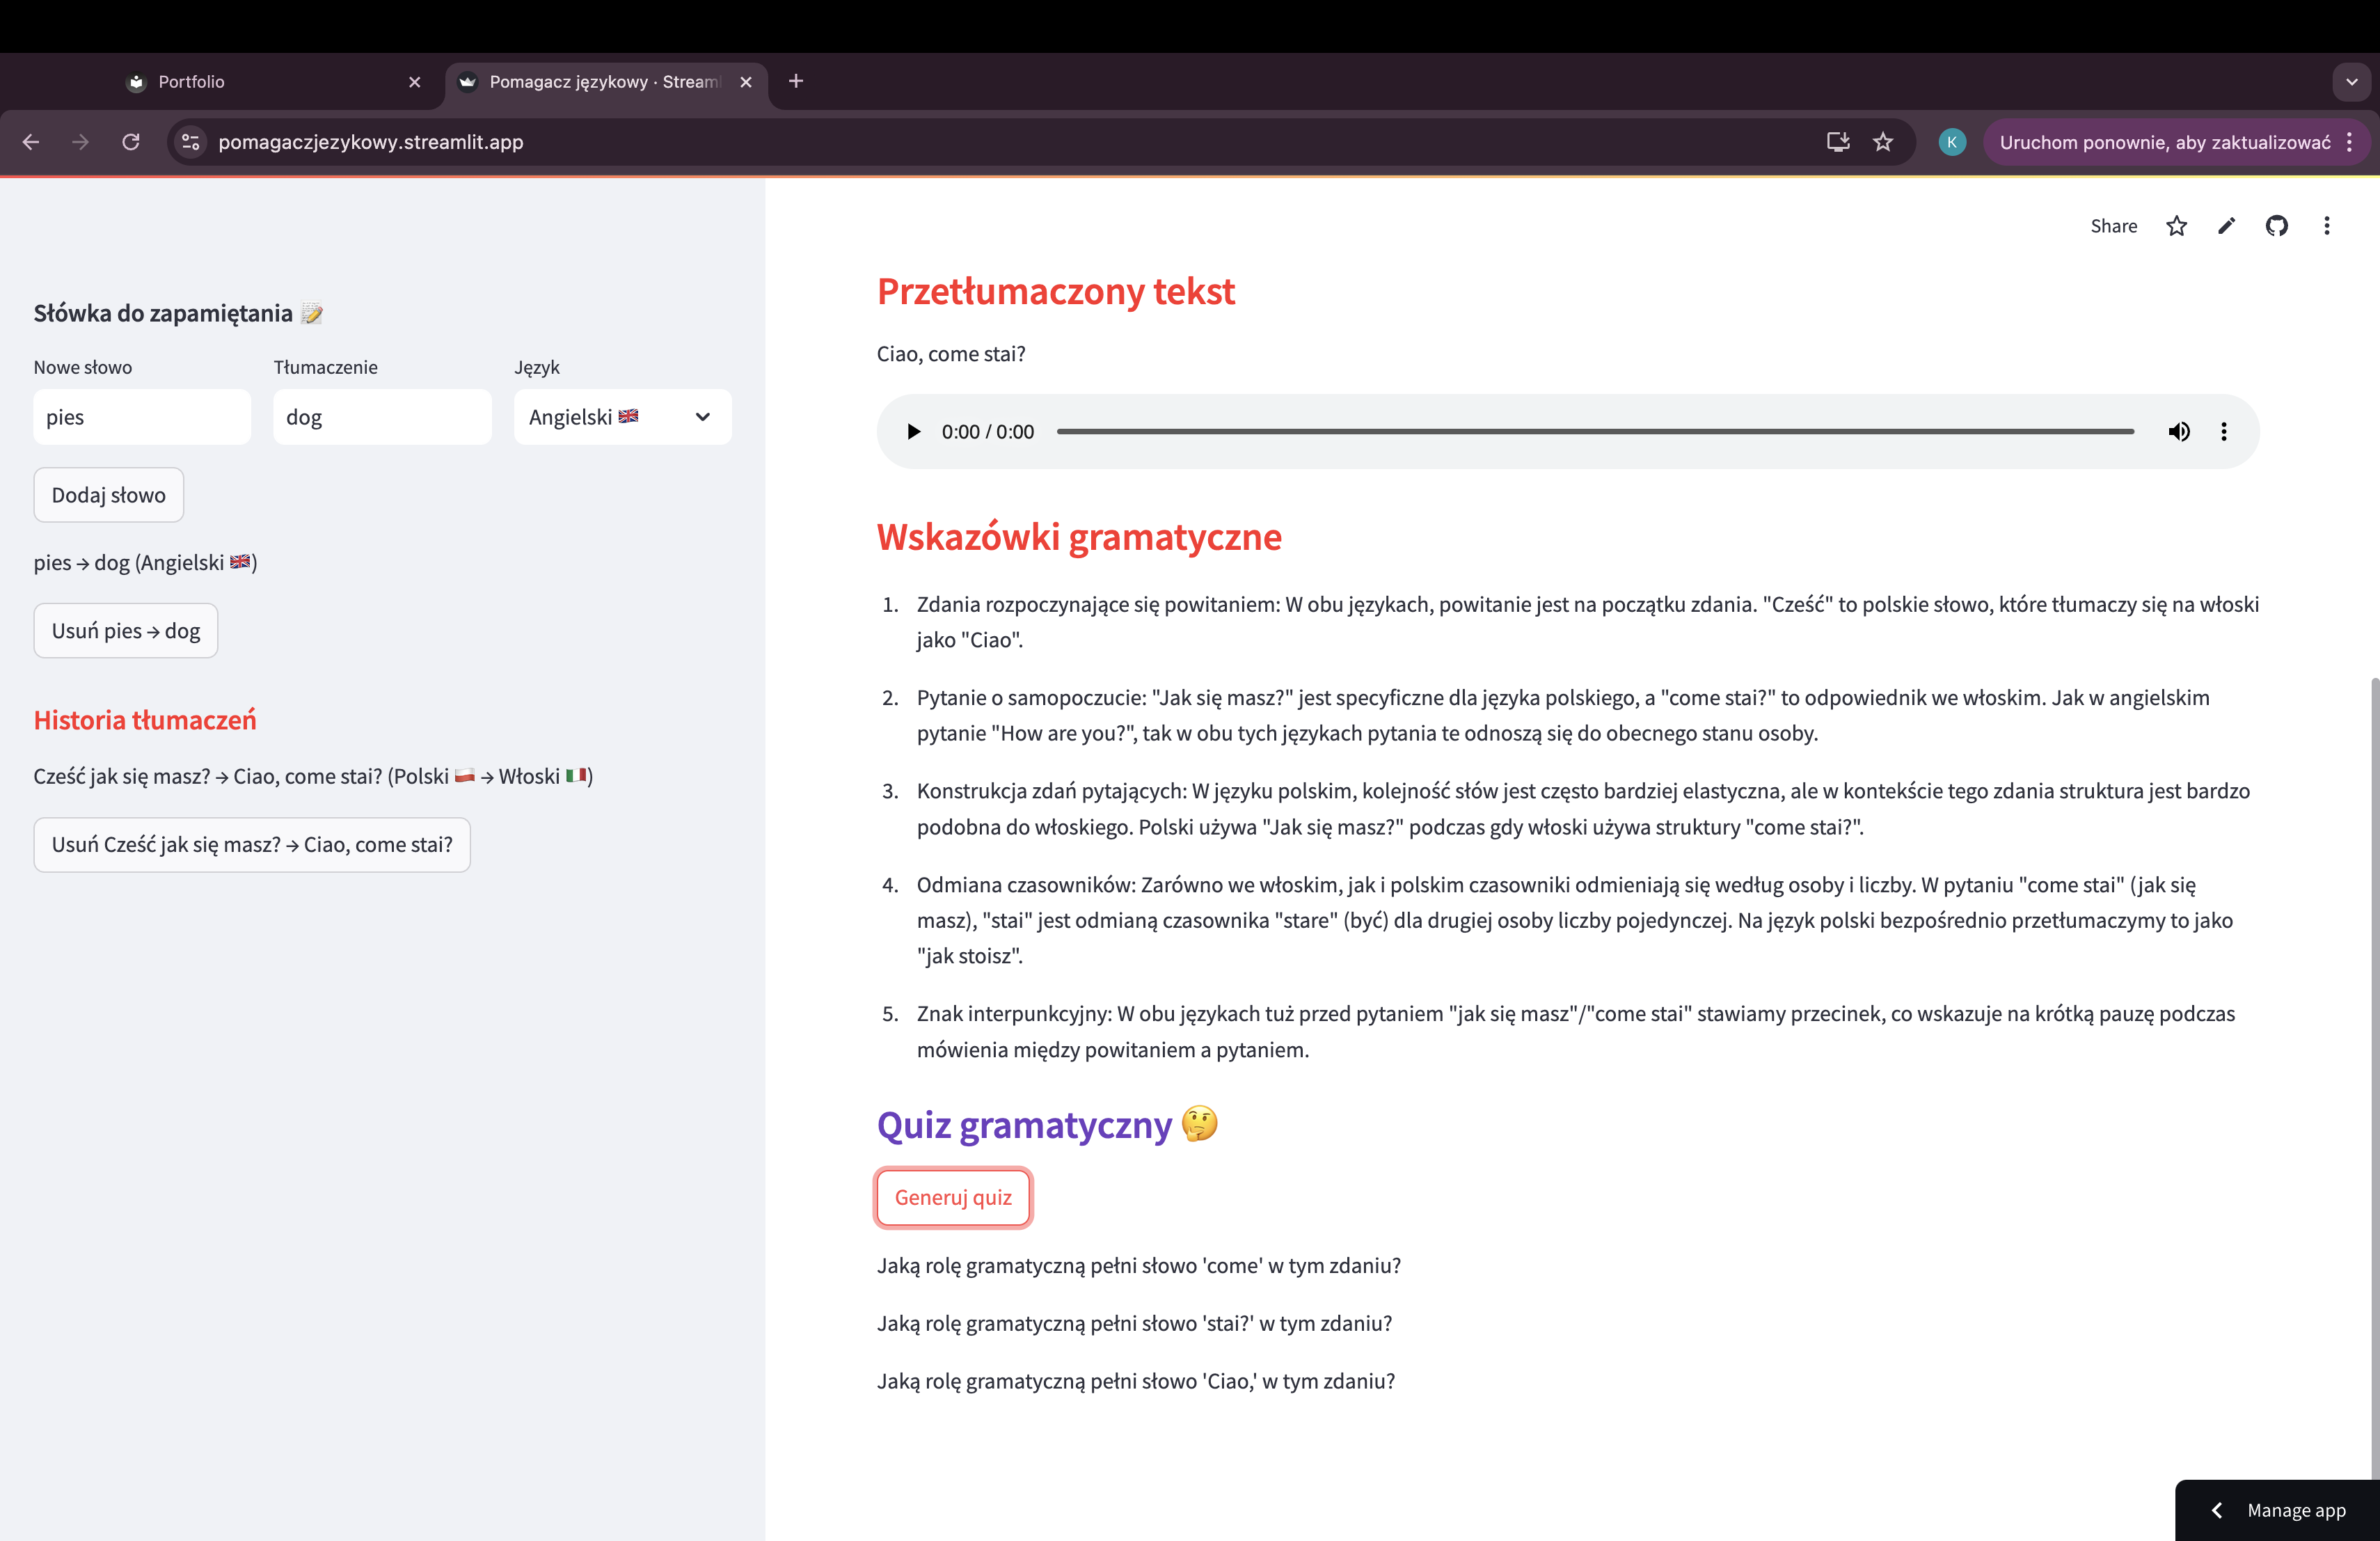 Portfolio
Pomagacz językowy · Streaml
pomagaczjezykowy.streamlit.app
K
Uruchom ponownie, aby zaktualizować
Share
Słówka do zapamiętania
Nowe słowo Tłumaczenie Język
pies dog Angielski
Dodaj słowo
pies → dog (Angielski)
Usuń pies → dog
Historia tłumaczeń
Cześć jak się masz? → Ciao, come stai? (Polski → Włoski)
Usuń Cześć jak się masz? → Ciao, come stai?
Przetłumaczony tekst
Ciao, come stai?
0:00 / 0:00
Wskazówki gramatyczne
1. Zdania rozpoczynające się powitaniem: W obu językach, powitanie jest na początku zdania. "Cześć" to polskie słowo, które tłumaczy się na włoski
jako "Ciao".
2. Pytanie o samopoczucie: "Jak się masz?" jest specyficzne dla języka polskiego, a "come stai?" to odpowiednik we włoskim. Jak w angielskim
pytanie "How are you?", tak w obu tych językach pytania te odnoszą się do obecnego stanu osoby.
3. Konstrukcja zdań pytających: W języku polskim, kolejność słów jest często bardziej elastyczna, ale w kontekście tego zdania struktura jest bardzo
podobna do włoskiego. Polski używa "Jak się masz?" podczas gdy włoski używa struktury "come stai?".
4. Odmiana czasowników: Zarówno we włoskim, jak i polskim czasowniki odmieniają się według osoby i liczby. W pytaniu "come stai" (jak się
masz), "stai" jest odmianą czasownika "stare" (być) dla drugiej osoby liczby pojedynczej. Na język polski bezpośrednio przetłumaczymy to jako
"jak stoisz".
5. Znak interpunkcyjny: W obu językach tuż przed pytaniem "jak się masz"/"come stai" stawiamy przecinek, co wskazuje na krótką pauzę podczas
mówienia między powitaniem a pytaniem.
Quiz gramatyczny
Generuj quiz
Jaką rolę gramatyczną pełni słowo 'come' w tym zdaniu?
Jaką rolę gramatyczną pełni słowo 'stai?' w tym zdaniu?
Jaką rolę gramatyczną pełni słowo 'Ciao,' w tym zdaniu?
Manage app